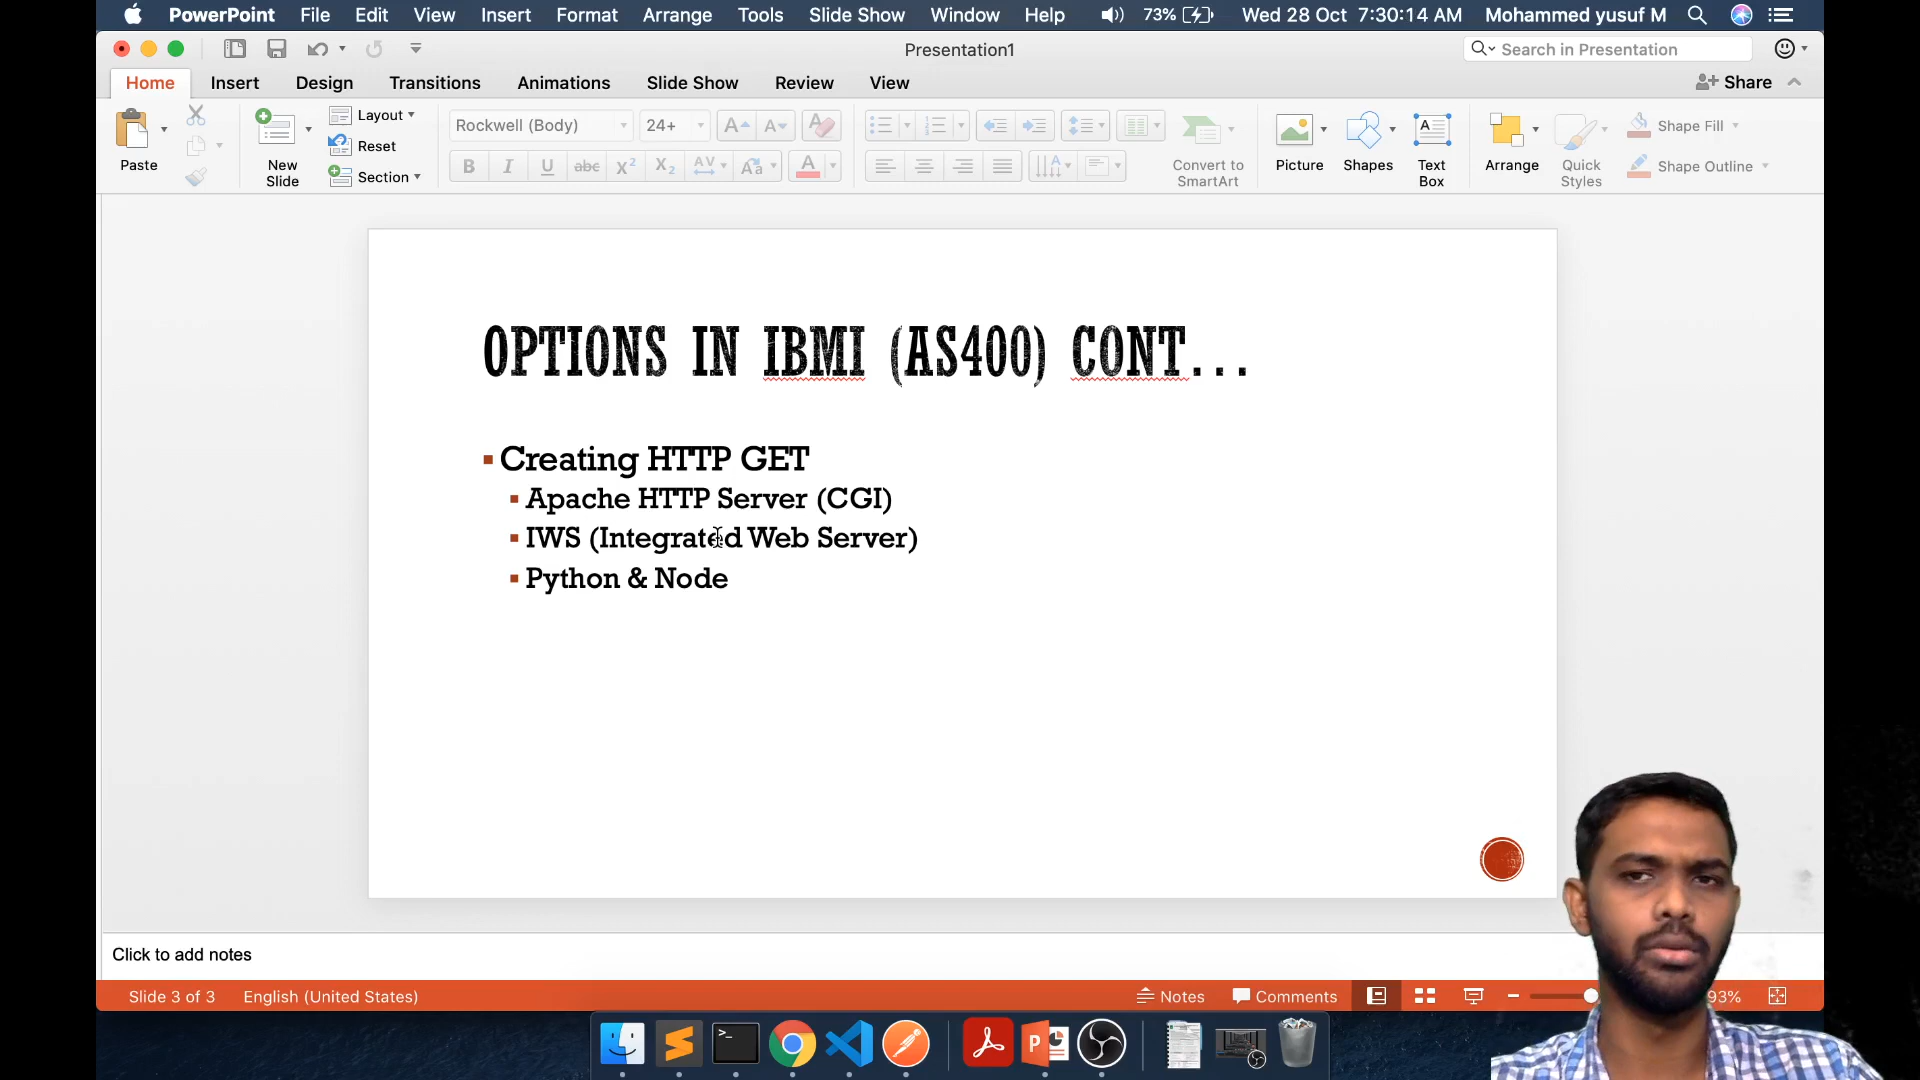 PowerPoint File Edit View Insert Format Arrange Tools Slide Show Window Help 73% Wed 28 Oct 7:30:14 AM Mohammed yusuf M
Presentation1
Search in Presentation
Home Insert Design Transitions Animations Slide Show Review View
Share
Paste
New Slide
Layout
Reset
Section
Rockwell (Body) 24+
Convert to SmartArt
Picture
Shapes
Text Box
Arrange
Quick Styles
Shape Fill
Shape Outline
OPTIONS IN IBMI (AS400) CONT...
Creating HTTP GET
Apache HTTP Server (CGI)
IWS (Integrated Web Server)
Python & Node
Click to add notes
Slide 3 of 3 English (United States) Notes Comments 93%